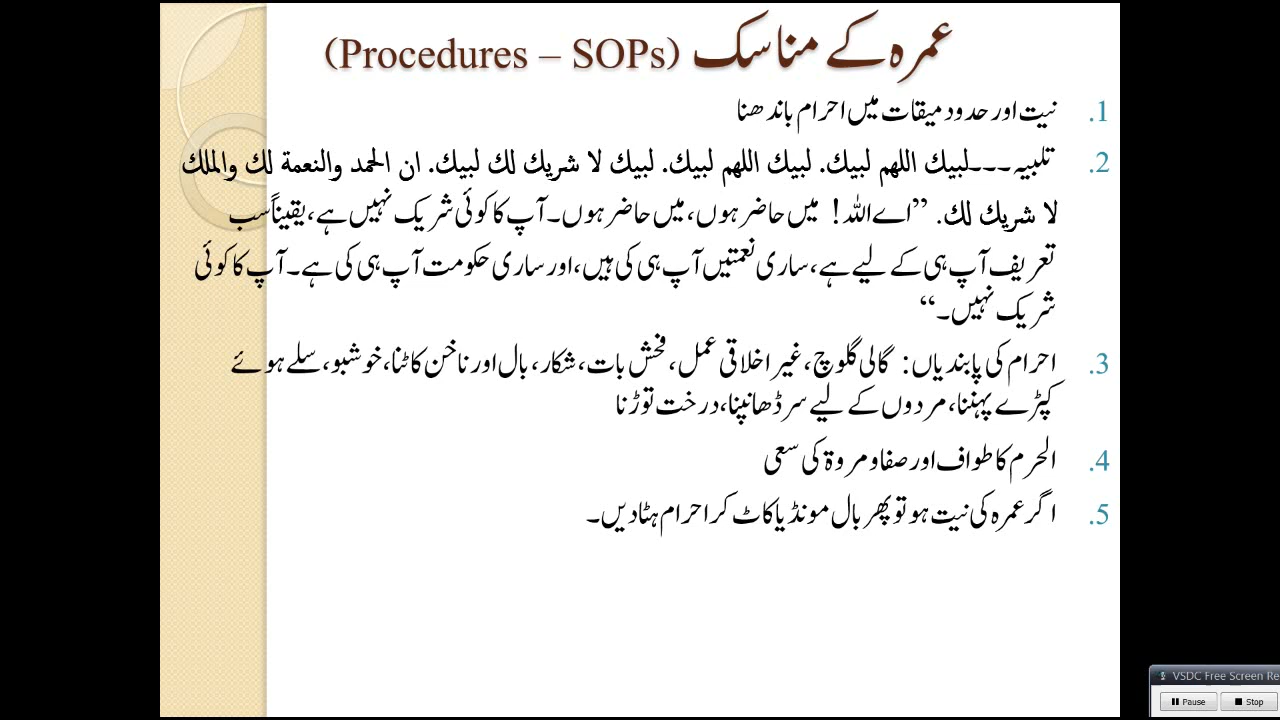 عمرہ کے مناسک (Procedures – SOPs)
1. نیت اور حدود میقات میں احرام باندھنا
2. تلبیہ۔۔۔لبيك اللهم لبيك. لبيك اللهم لبيك. لبيك لا شريك لك لبيك. ان الحمد والنعمة لك والملك
لا شريك لك. ”اے اللہ! میں حاضر ہوں، میں حاضر ہوں۔ آپ کا کوئی شریک نہیں ہے، یقیناً سب
تعریف آپ ہی کے لیے ہے، ساری نعمتیں آپ ہی کی ہیں، اور ساری حکومت آپ ہی کی ہے۔ آپ کا کوئی
شریک نہیں۔“
3. احرام کی پابندیاں: گالی گلوچ، غیر اخلاقی عمل، فحش بات، شکار، بال اور ناخن کاٹنا، خوشبو، سلے ہوئے
کپڑے پہننا، مردوں کے لیے سر ڈھانپنا، درخت توڑنا
4. الحرم کا طواف اور صفا و مروۃ کی سعی
5. اگر عمرہ کی نیت ہو تو پھر بال مونڈ یا کاٹ کر احرام ہٹا دیں۔
VSDC Free Screen Re
Pause Stop